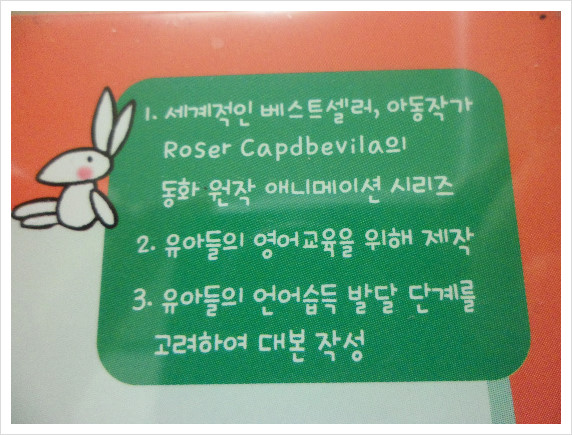 1. 세계적인 베스트셀러, 아동작가
Roser Capdbevila의
동화 원작 애니메이션 시리즈
2. 유아들의 영어교육을 위해 제작
3. 유아들의 언어습득 발달 단계를
고려하여 대본 작성